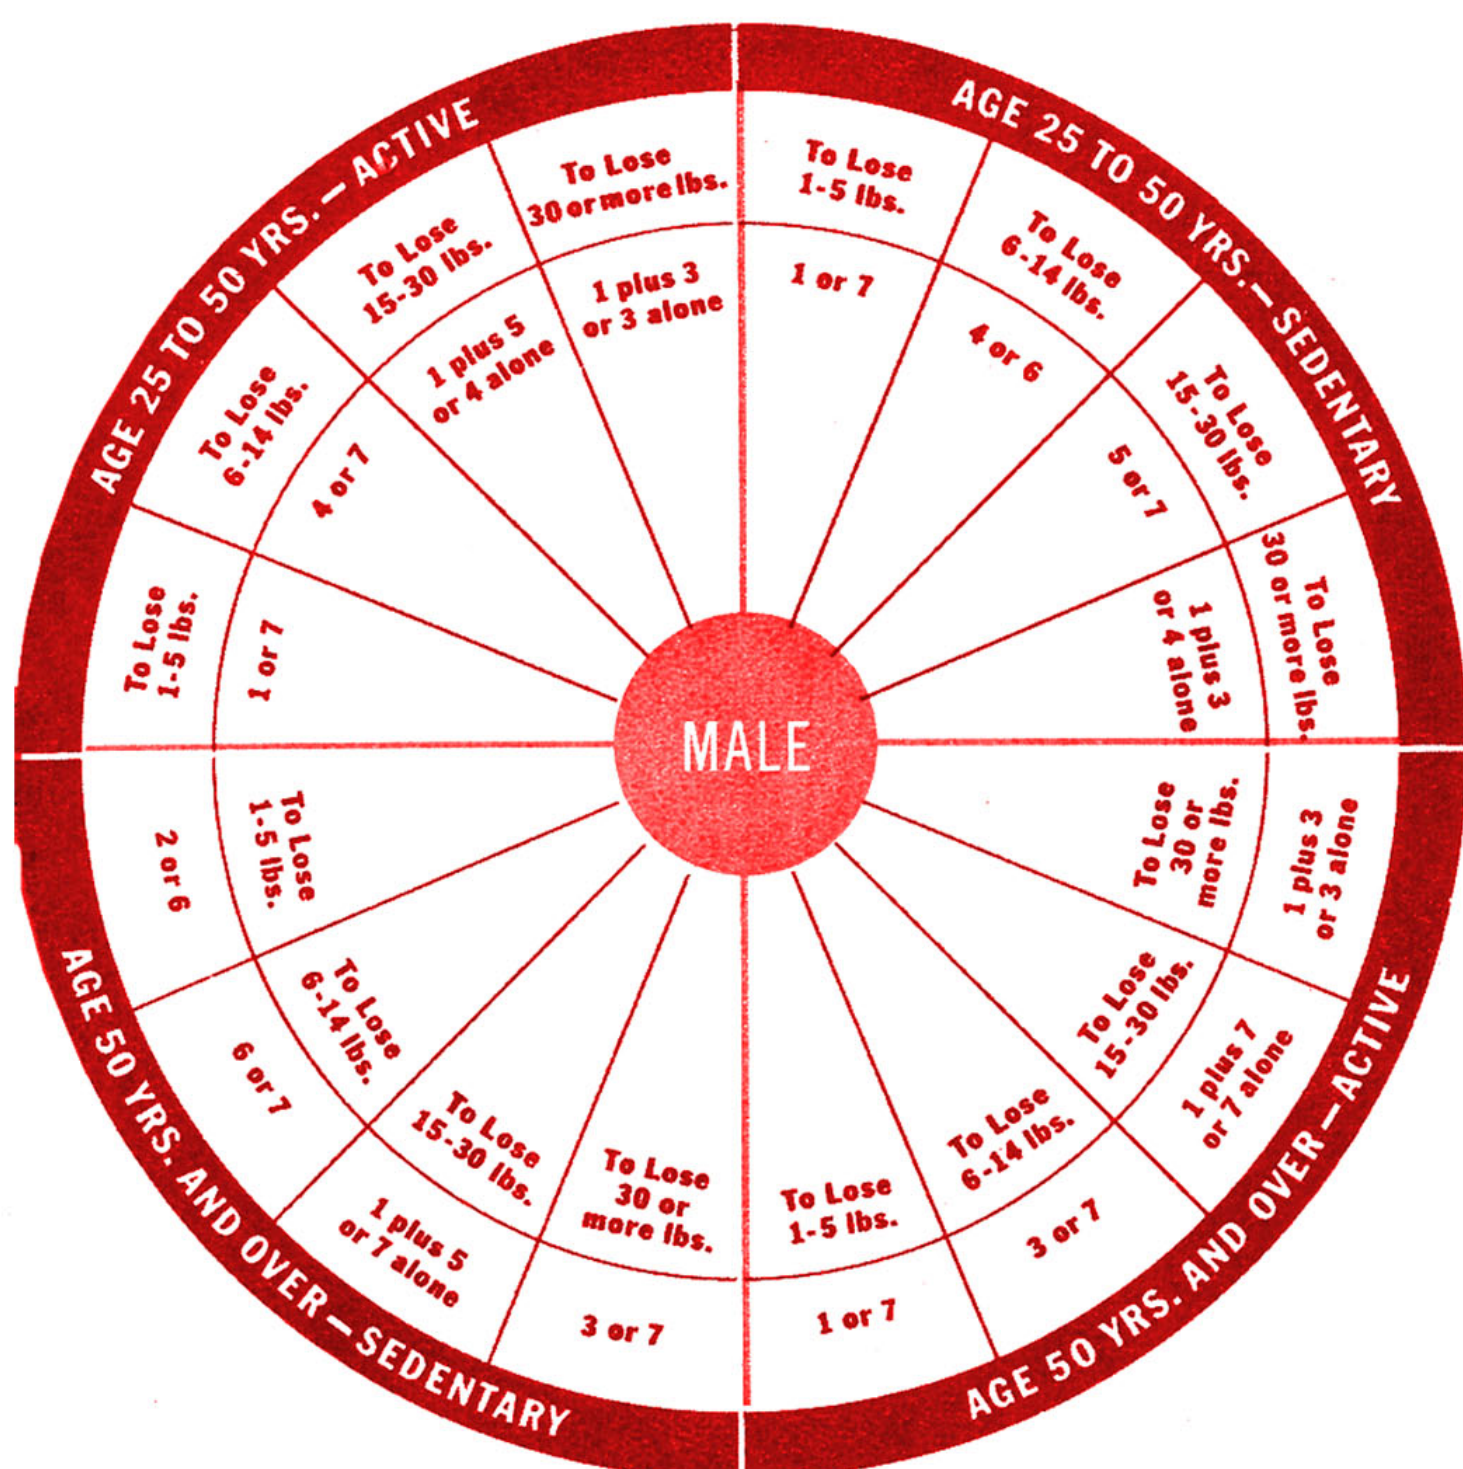 AGE 25 TO 50 YRS. — ACTIVE
To Lose
1-5 lbs.
1 or 7
To Lose
6-14 lbs.
4 or 7
To Lose
15-30 lbs.
1 plus 5
or 4 alone
To Lose
30 or more lbs.
1 plus 3
or 3 alone
AGE 25 TO 50 YRS. — SEDENTARY
To Lose
1-5 lbs.
1 or 7
To Lose
6-14 lbs.
4 or 6
To Lose
15-30 lbs.
5 or 7
To Lose
30 or more lbs.
1 plus 3
or 4 alone
MALE
AGE 50 YRS. AND OVER — SEDENTARY
To Lose
1-5 lbs.
2 or 6
To Lose
6-14 lbs.
6 or 7
To Lose
15-30 lbs.
1 plus 5
or 7 alone
To Lose
30 or
more lbs.
3 or 7
AGE 50 YRS. AND OVER — ACTIVE
To Lose
1-5 lbs.
1 or 7
To Lose
6-14 lbs.
3 or 7
To Lose
15-30 lbs.
1 plus 7
or 7 alone
To Lose
30 or
more lbs.
1 plus 3
or 3 alone